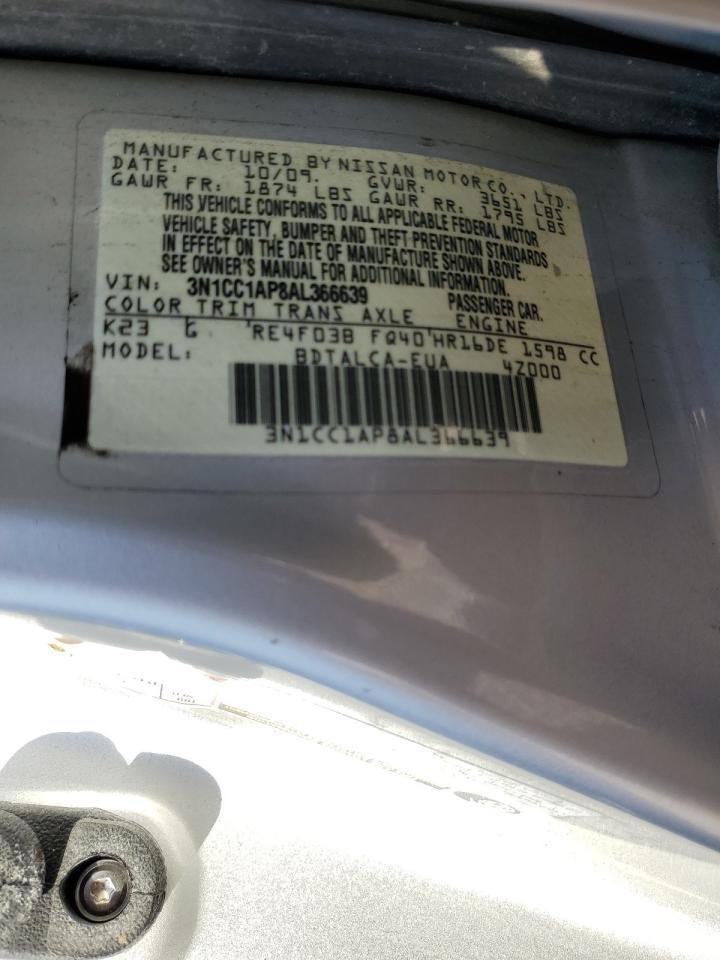 MANUFACTURED BY NISSAN MOTOR CO., LTD.
DATE: 10/09. GVWR: 3651 LBS
GAWR FR: 1874 LBS GAWR RR: 1795 LBS
THIS VEHICLE CONFORMS TO ALL APPLICABLE FEDERAL MOTOR
VEHICLE SAFETY, BUMPER AND THEFT PREVENTION STANDARDS
IN EFFECT ON THE DATE OF MANUFACTURE SHOWN ABOVE.
SEE OWNER'S MANUAL FOR ADDITIONAL INFORMATION.
VIN: 3N1CC1AP8AL366639 PASSENGER CAR.
COLOR TRIM TRANS AXLE ENGINE
K23 G 'RE4F03B FQ40'HR16DE 1598 CC
MODEL: BDTALCA-EUA 4Z000
3N1CC1AP8AL366639